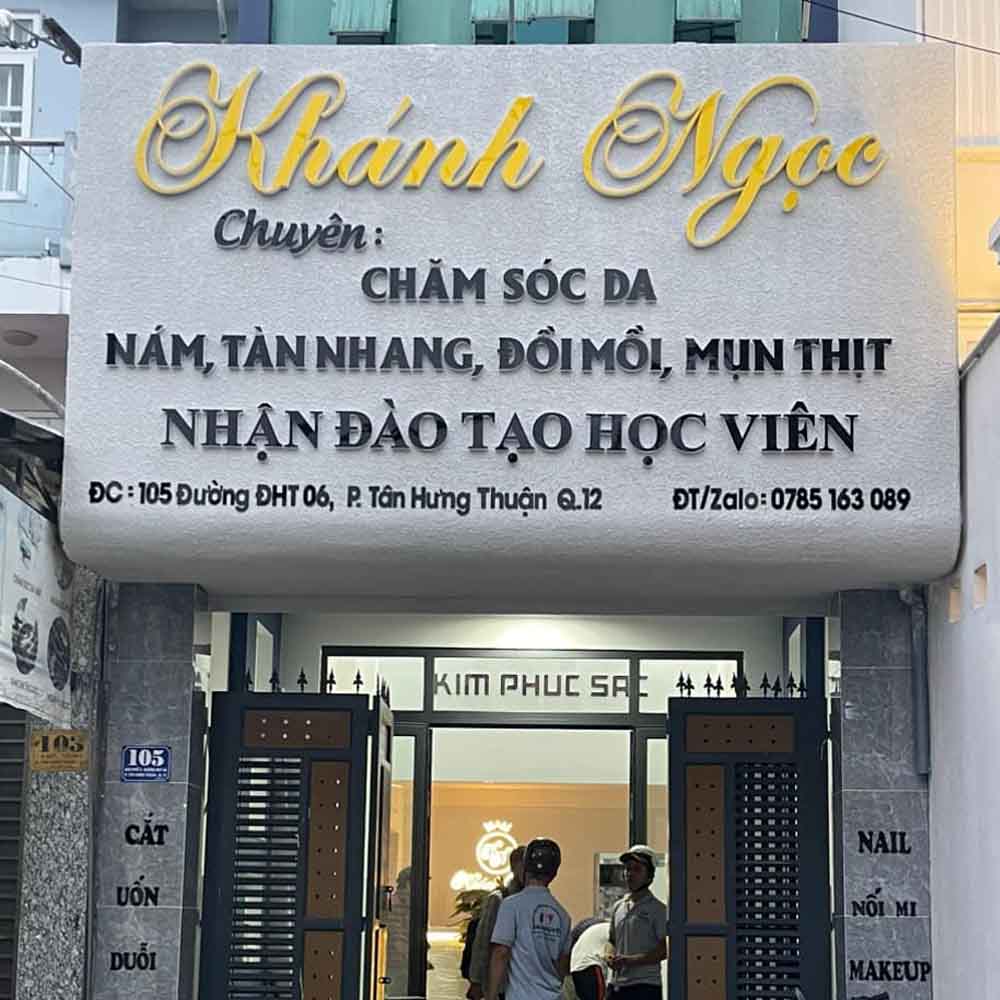 Khánh Ngọc
Chuyên:
CHĂM SÓC DA
NÁM, TÀN NHANG, ĐỒI MỒI, MỤN THỊT
NHẬN ĐÀO TẠO HỌC VIÊN
ĐC: 105 Đường ĐHT 06, P. Tân Hưng Thuận Q.12
ĐT/Zalo: 0785 163 089
KIM PHUC SAC
103
105
CẮT
UỐN
DUỖI
NAIL
NỐI MI
MAKEUP